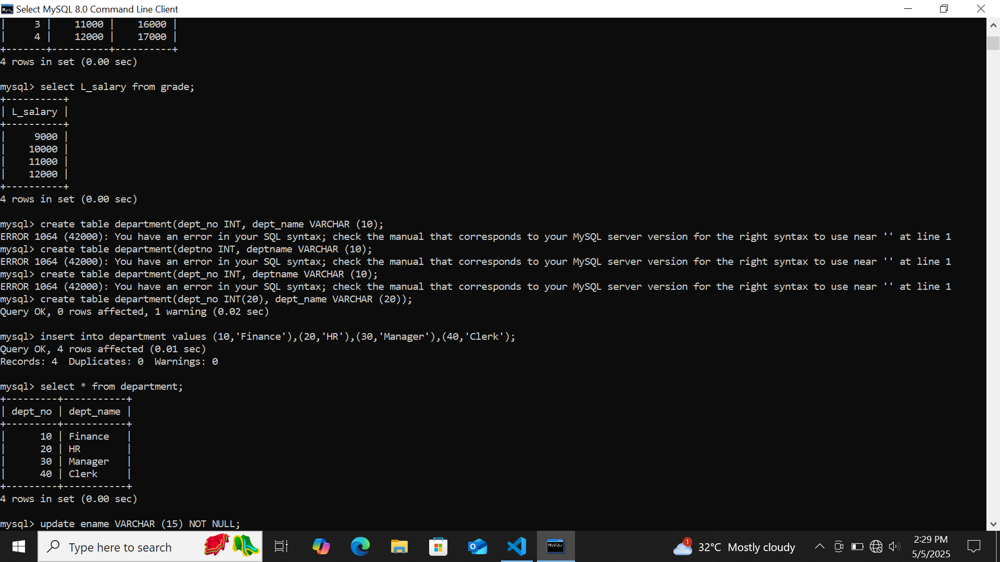 Select MySQL 8.0 Command Line Client
|     3 |    11000 |    16000 |
|     4 |    12000 |    17000 |
+-------+----------+----------+
4 rows in set (0.00 sec)
mysql> select L_salary from grade;
+----------+
| L_salary |
+----------+
|     9000 |
|    10000 |
|    11000 |
|    12000 |
+----------+
4 rows in set (0.00 sec)
mysql> create table department(dept_no INT, dept_name VARCHAR (10);
ERROR 1064 (42000): You have an error in your SQL syntax; check the manual that corresponds to your MySQL server version for the right syntax to use near '' at line 1
mysql> create table department(deptno INT, deptname VARCHAR (10);
ERROR 1064 (42000): You have an error in your SQL syntax; check the manual that corresponds to your MySQL server version for the right syntax to use near '' at line 1
mysql> create table department(dept_no INT, deptname VARCHAR (10);
ERROR 1064 (42000): You have an error in your SQL syntax; check the manual that corresponds to your MySQL server version for the right syntax to use near '' at line 1
mysql> create table department(dept_no INT(20), dept_name VARCHAR (20));
Query OK, 0 rows affected, 1 warning (0.02 sec)
mysql> insert into department values (10,'Finance'),(20,'HR'),(30,'Manager'),(40,'Clerk');
Query OK, 4 rows affected (0.01 sec)
Records: 4  Duplicates: 0  Warnings: 0
mysql> select * from department;
+---------+-----------+
| dept_no | dept_name |
+---------+-----------+
|      10 | Finance   |
|      20 | HR        |
|      30 | Manager   |
|      40 | Clerk     |
+---------+-----------+
4 rows in set (0.00 sec)
mysql> update ename VARCHAR (15) NOT NULL;
Type here to search
MySQL>
1
32°C Mostly cloudy
2:29 PM
5/5/2025